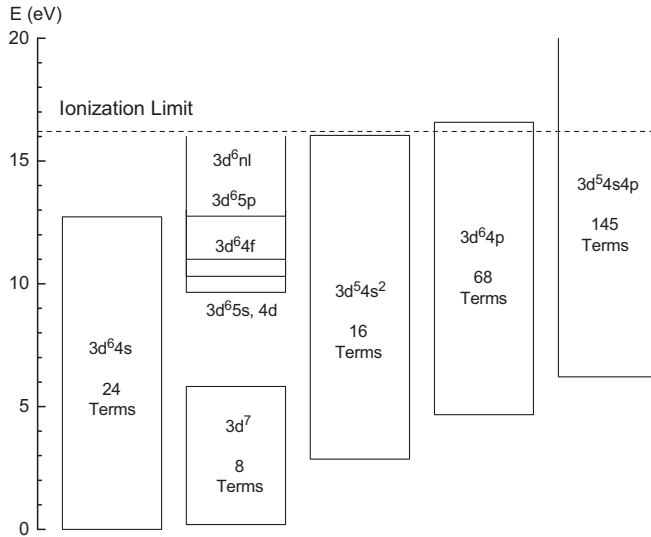 E (eV)
20
Ionization Limit
15
10
5
0
3d⁶4s
24
Terms
3d⁶nl
3d⁶5p
3d⁶4f
3d⁶5s, 4d
3d⁷
8
Terms
3d⁵4s²
16
Terms
3d⁶4p
68
Terms
3d⁵4s4p
145
Terms